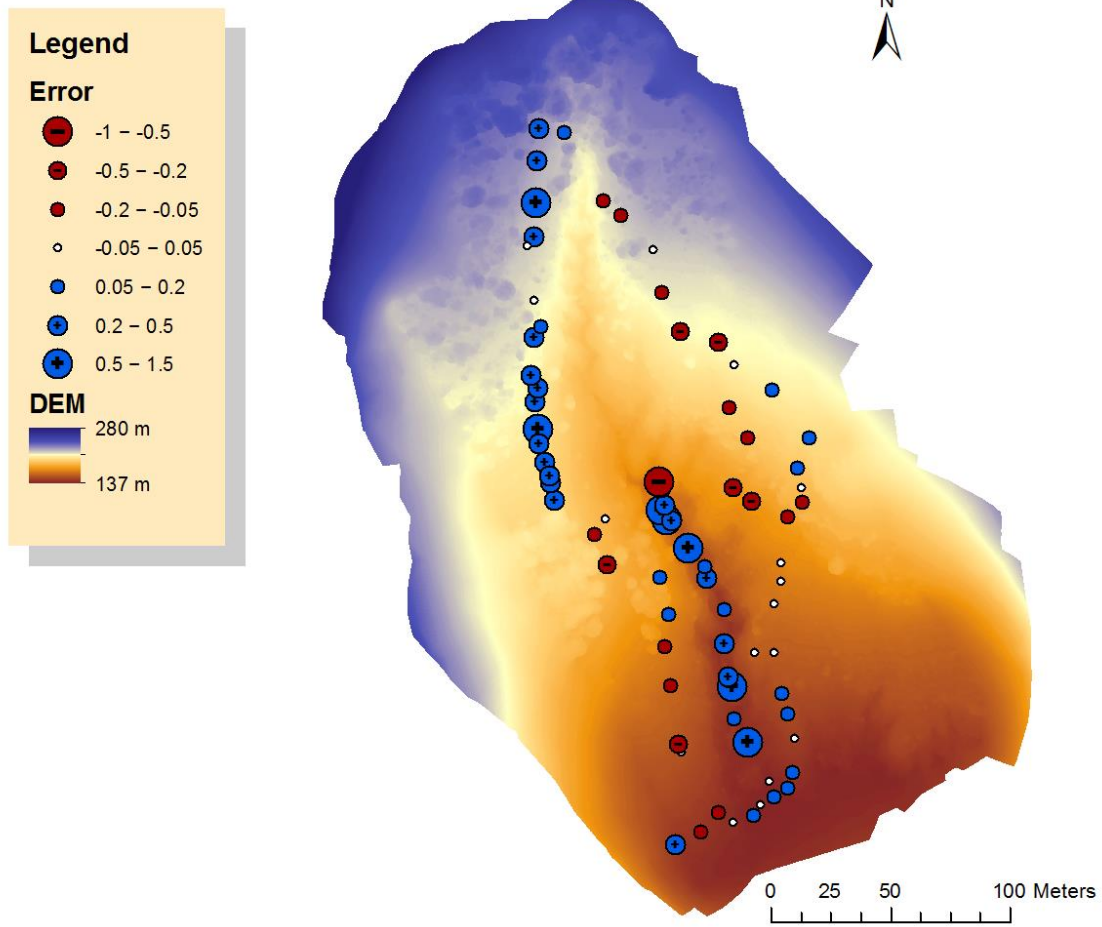 N
Legend
Error
-1 – -0.5
-0.5 – -0.2
-0.2 – -0.05
-0.05 – 0.05
0.05 – 0.2
0.2 – 0.5
0.5 – 1.5
DEM
280 m
137 m
0 25 50 100 Meters